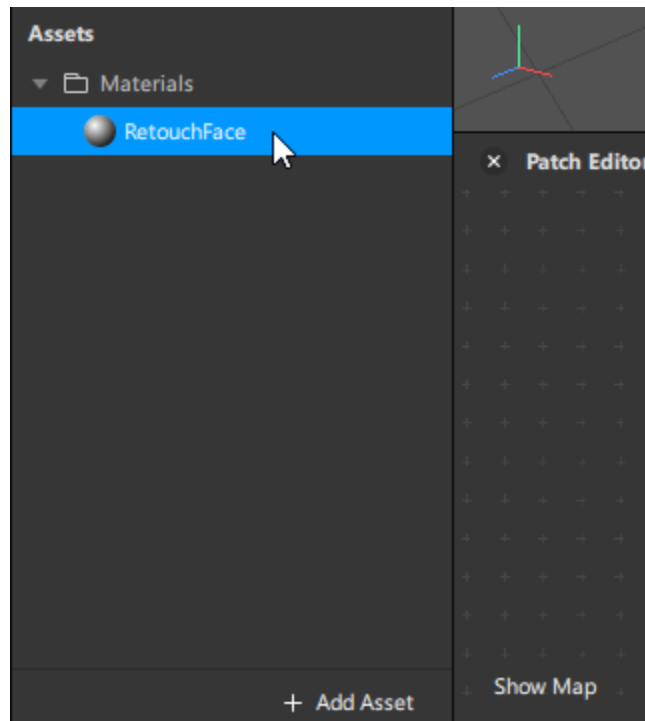 Assets
Materials
RetouchFace
Patch Editor
Show Map
+ Add Asset